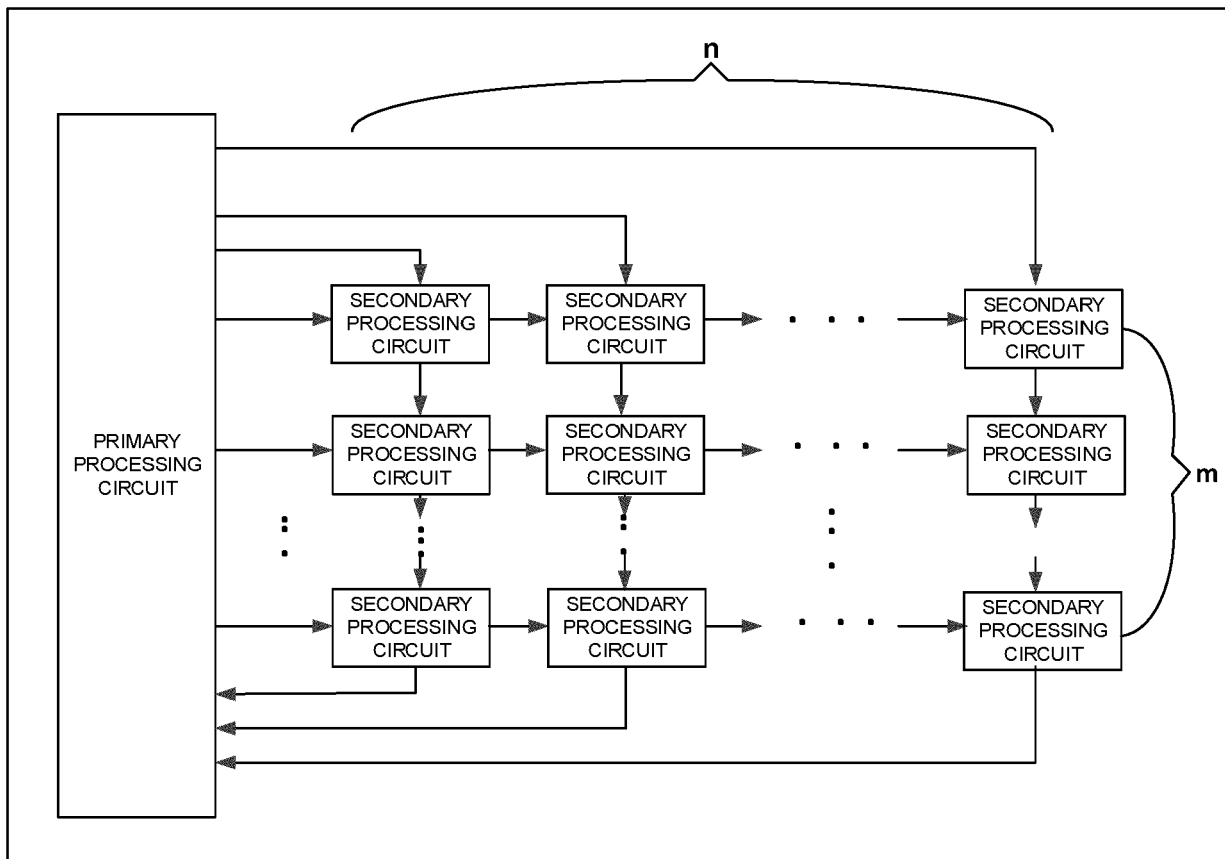 n
SECONDARY
PROCESSING
CIRCUIT
SECONDARY
PROCESSING
CIRCUIT
SECONDARY
PROCESSING
CIRCUIT
PRIMARY
PROCESSING
CIRCUIT
SECONDARY
PROCESSING
CIRCUIT
SECONDARY
PROCESSING
CIRCUIT
SECONDARY
PROCESSING
CIRCUIT
m
SECONDARY
PROCESSING
CIRCUIT
SECONDARY
PROCESSING
CIRCUIT
SECONDARY
PROCESSING
CIRCUIT